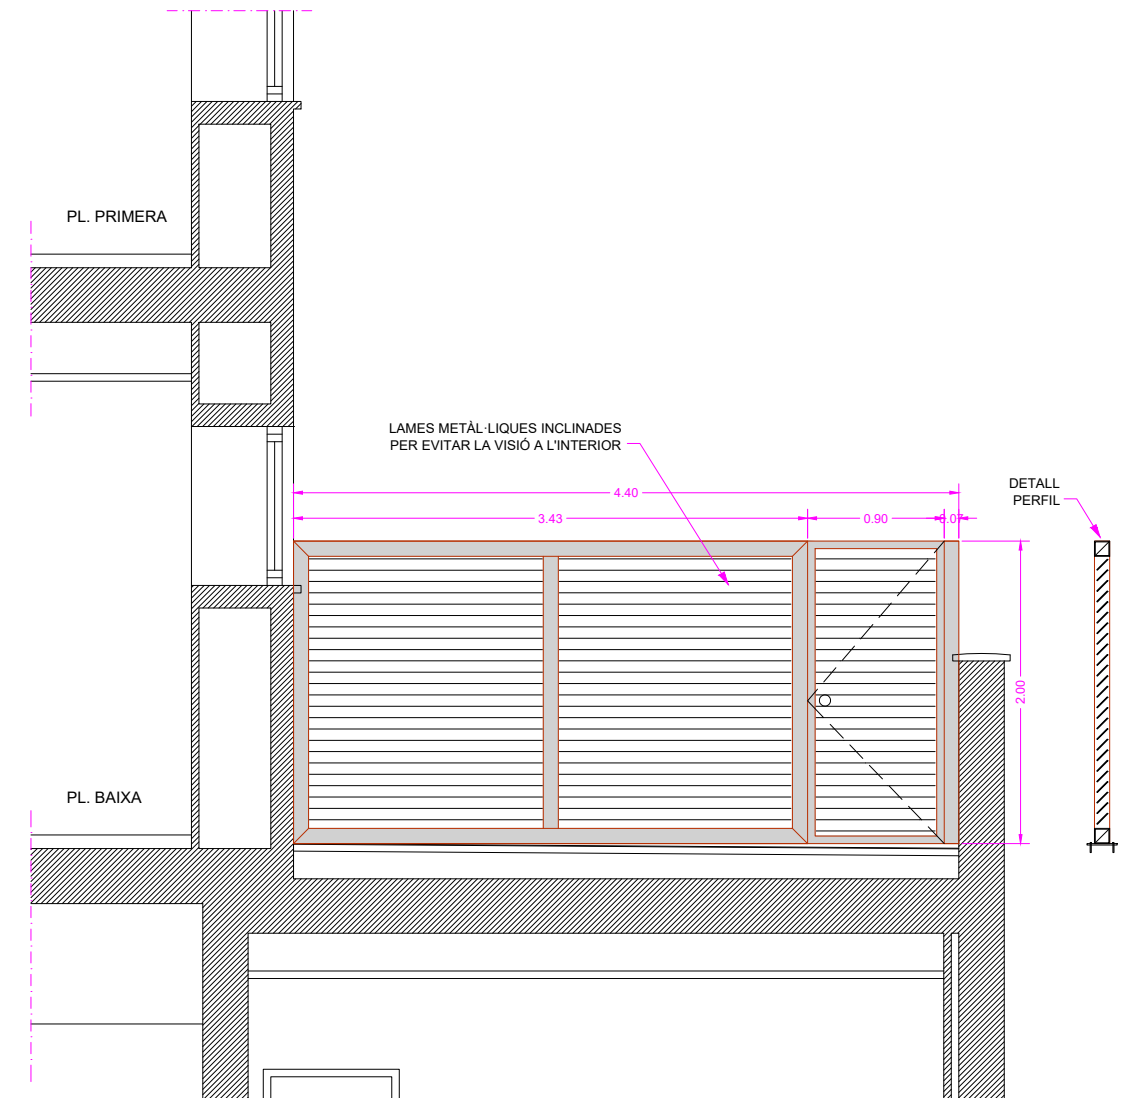 PL. PRIMERA
LAMES METÀL·LIQUES INCLINADES
PER EVITAR LA VISIÓ A L'INTERIOR
DETALL
PERFIL
4.40
3.43
0.90
0.07
2.00
PL. BAIXA